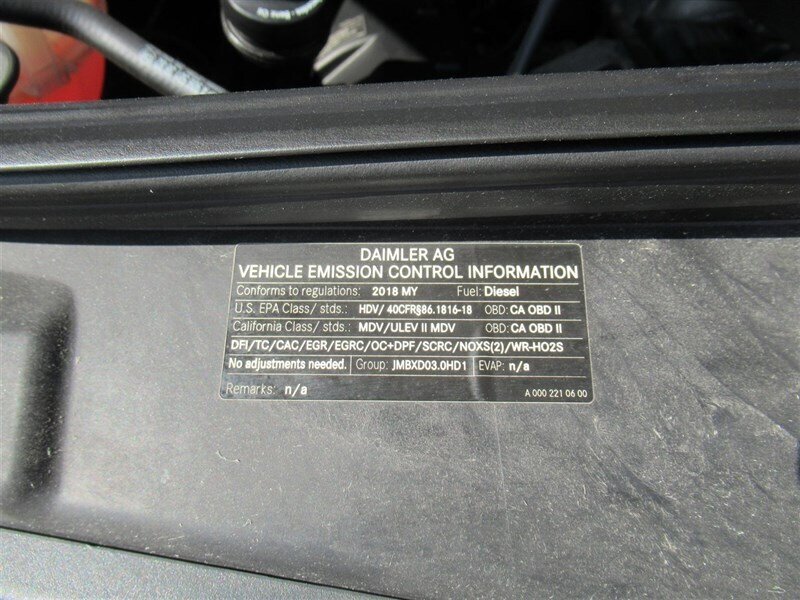 DAIMLER AG
VEHICLE EMISSION CONTROL INFORMATION
Conforms to regulations: 2018 MY Fuel: Diesel
U.S. EPA Class/ stds.: HDV/ 40CFR§86.1816-18 OBD: CA OBD II
California Class/ stds.: MDV/ULEV II MDV OBD: CA OBD II
DFI/TC/CAC/EGR/EGRC/OC+DPF/SCRC/NOXS(2)/WR-HO2S
No adjustments needed. Group: JMBXD03.0HD1 EVAP: n/a
Remarks: n/a A 000 221 06 00